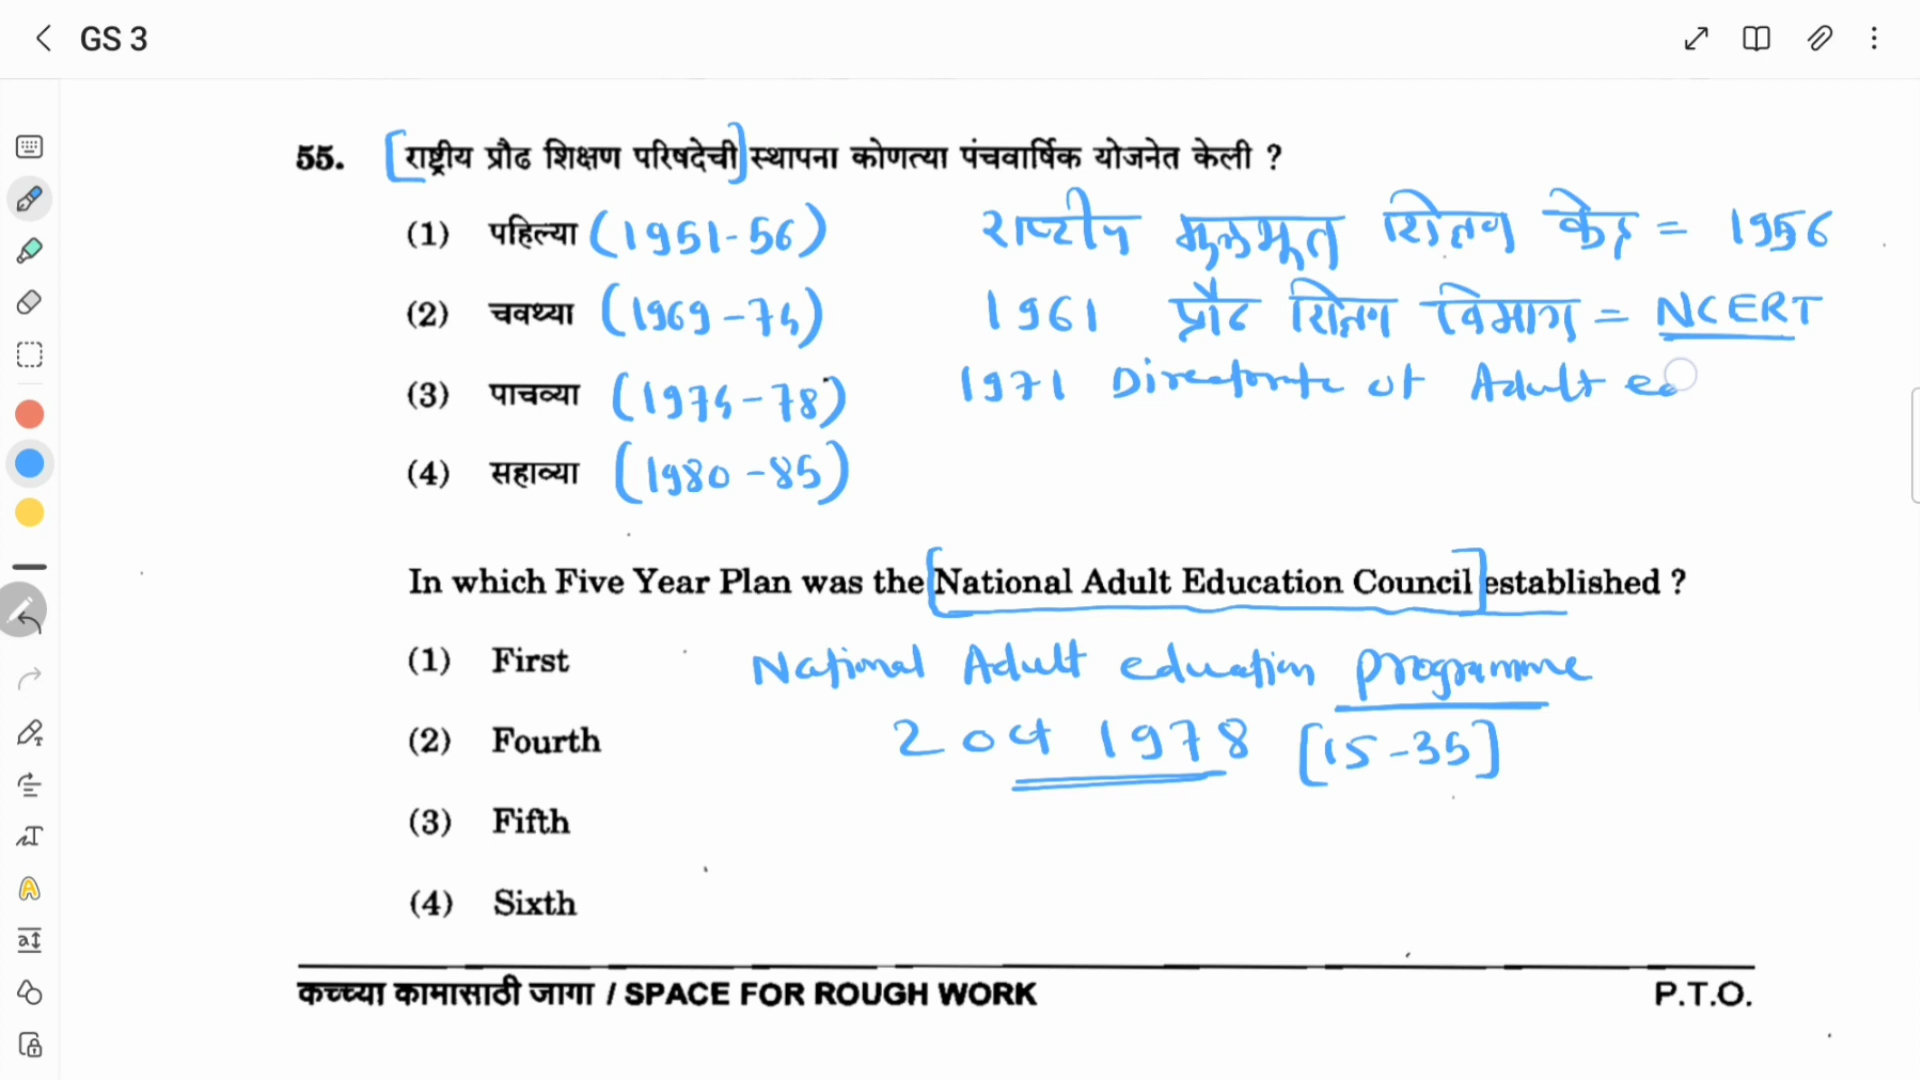 GS 3
55. [राष्ट्रीय प्रौढ शिक्षण परिषदेची] स्थापना कोणत्या पंचवार्षिक योजनेत केली ?
(1) पहिल्या (1951-56) राष्ट्रीय मुलभूत शिक्षण केंद्र = 1956
(2) चवथ्या (1969-74) 1961 प्रौढ शिक्षण विभाग = NCERT
(3) पाचव्या (1974-78) 1971 Directorate of Adult ed
(4) सहाव्या (1980-85)
In which Five Year Plan was the [National Adult Education Council] established ?
(1) First National Adult education programme
(2) Fourth 2 oct 1978 [15-35]
(3) Fifth
(4) Sixth
कच्च्या कामासाठी जागा / SPACE FOR ROUGH WORK P.T.O.